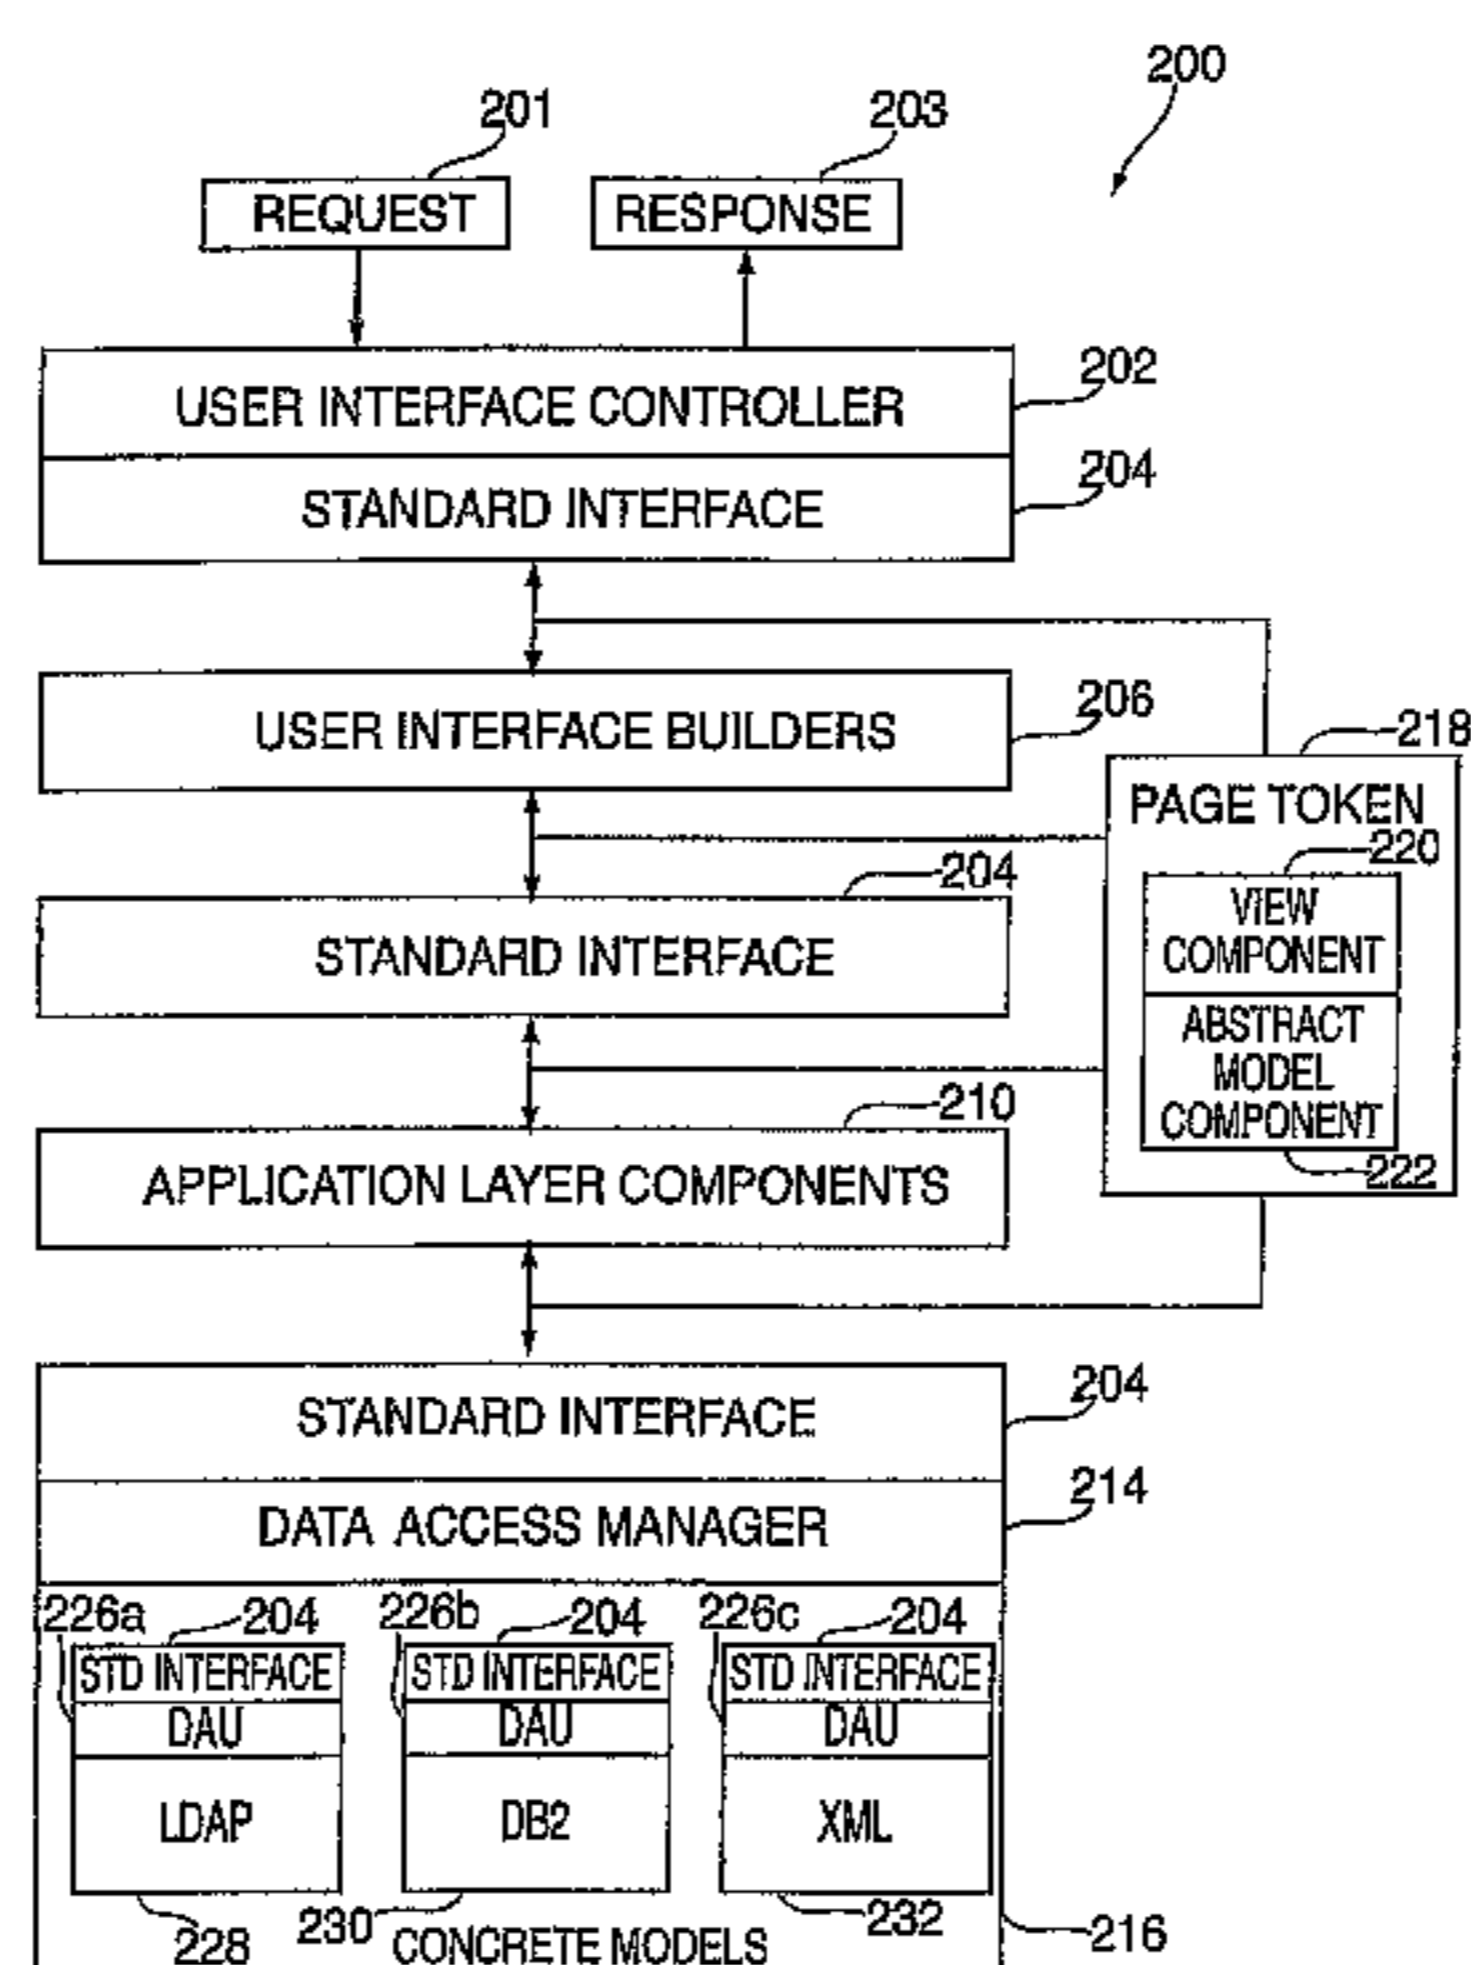 200
201 203
REQUEST RESPONSE
202
USER INTERFACE CONTROLLER
204
STANDARD INTERFACE
206
USER INTERFACE BUILDERS
218
PAGE TOKEN
220
VIEW
COMPONENT
ABSTRACT
MODEL
COMPONENT
222
204
STANDARD INTERFACE
210
APPLICATION LAYER COMPONENTS
204
STANDARD INTERFACE
214
DATA ACCESS MANAGER
226a 204 226b 204 226c 204
STD INTERFACE STD INTERFACE STD INTERFACE
DAU DAU DAU
LDAP DB2 XML
228 230 232 216
CONCRETE MODELS